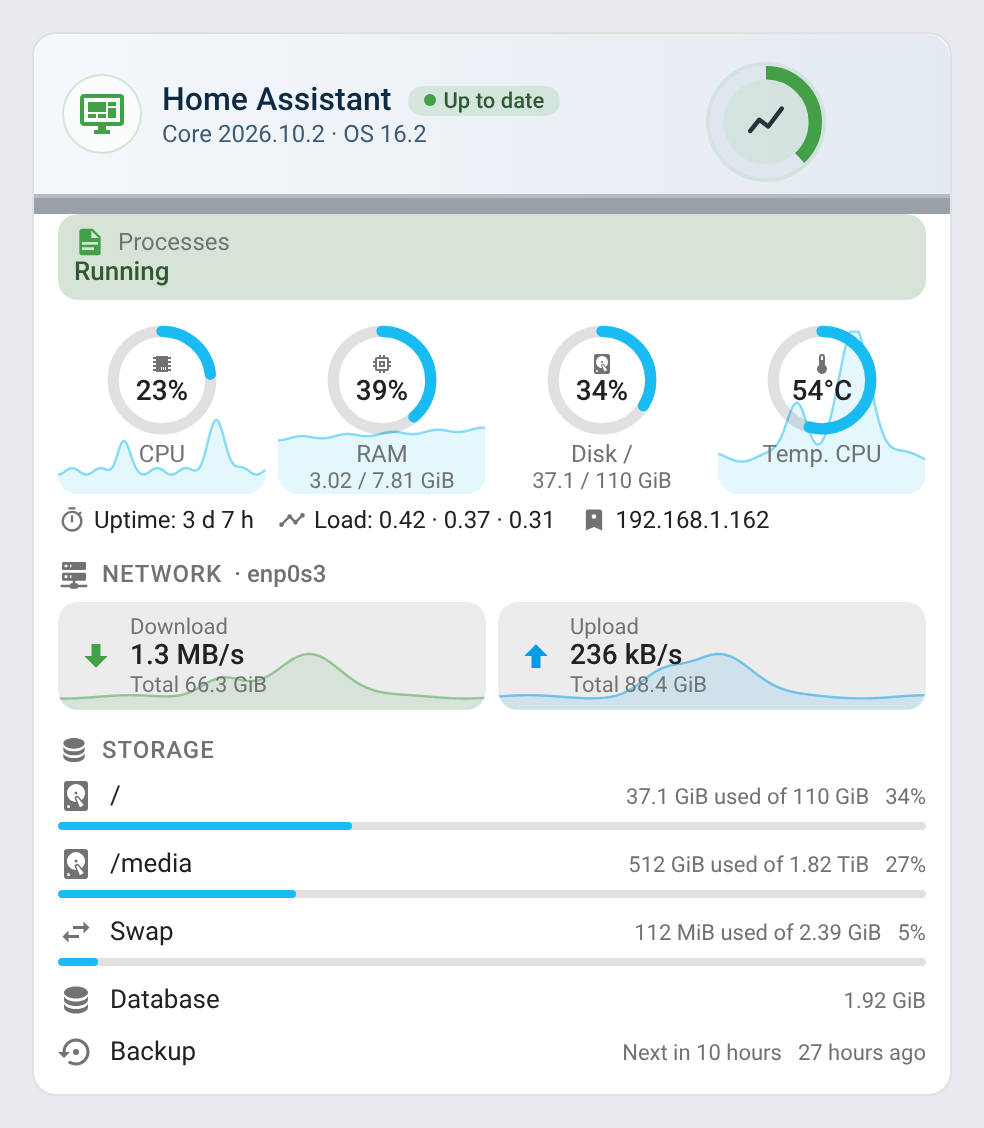 Home Assistant Up to date
Core 2026.10.2 · OS 16.2
Processes
Running
23% 39% 34% 54°C
CPU RAM Disk / Temp. CPU
3.02 / 7.81 GiB 37.1 / 110 GiB
Uptime: 3 d 7 h Load: 0.42 · 0.37 · 0.31 192.168.1.162
NETWORK · enp0s3
Download Upload
1.3 MB/s 236 kB/s
Total 66.3 GiB Total 88.4 GiB
STORAGE
/ 37.1 GiB used of 110 GiB 34%
/media 512 GiB used of 1.82 TiB 27%
Swap 112 MiB used of 2.39 GiB 5%
Database 1.92 GiB
Backup Next in 10 hours 27 hours ago